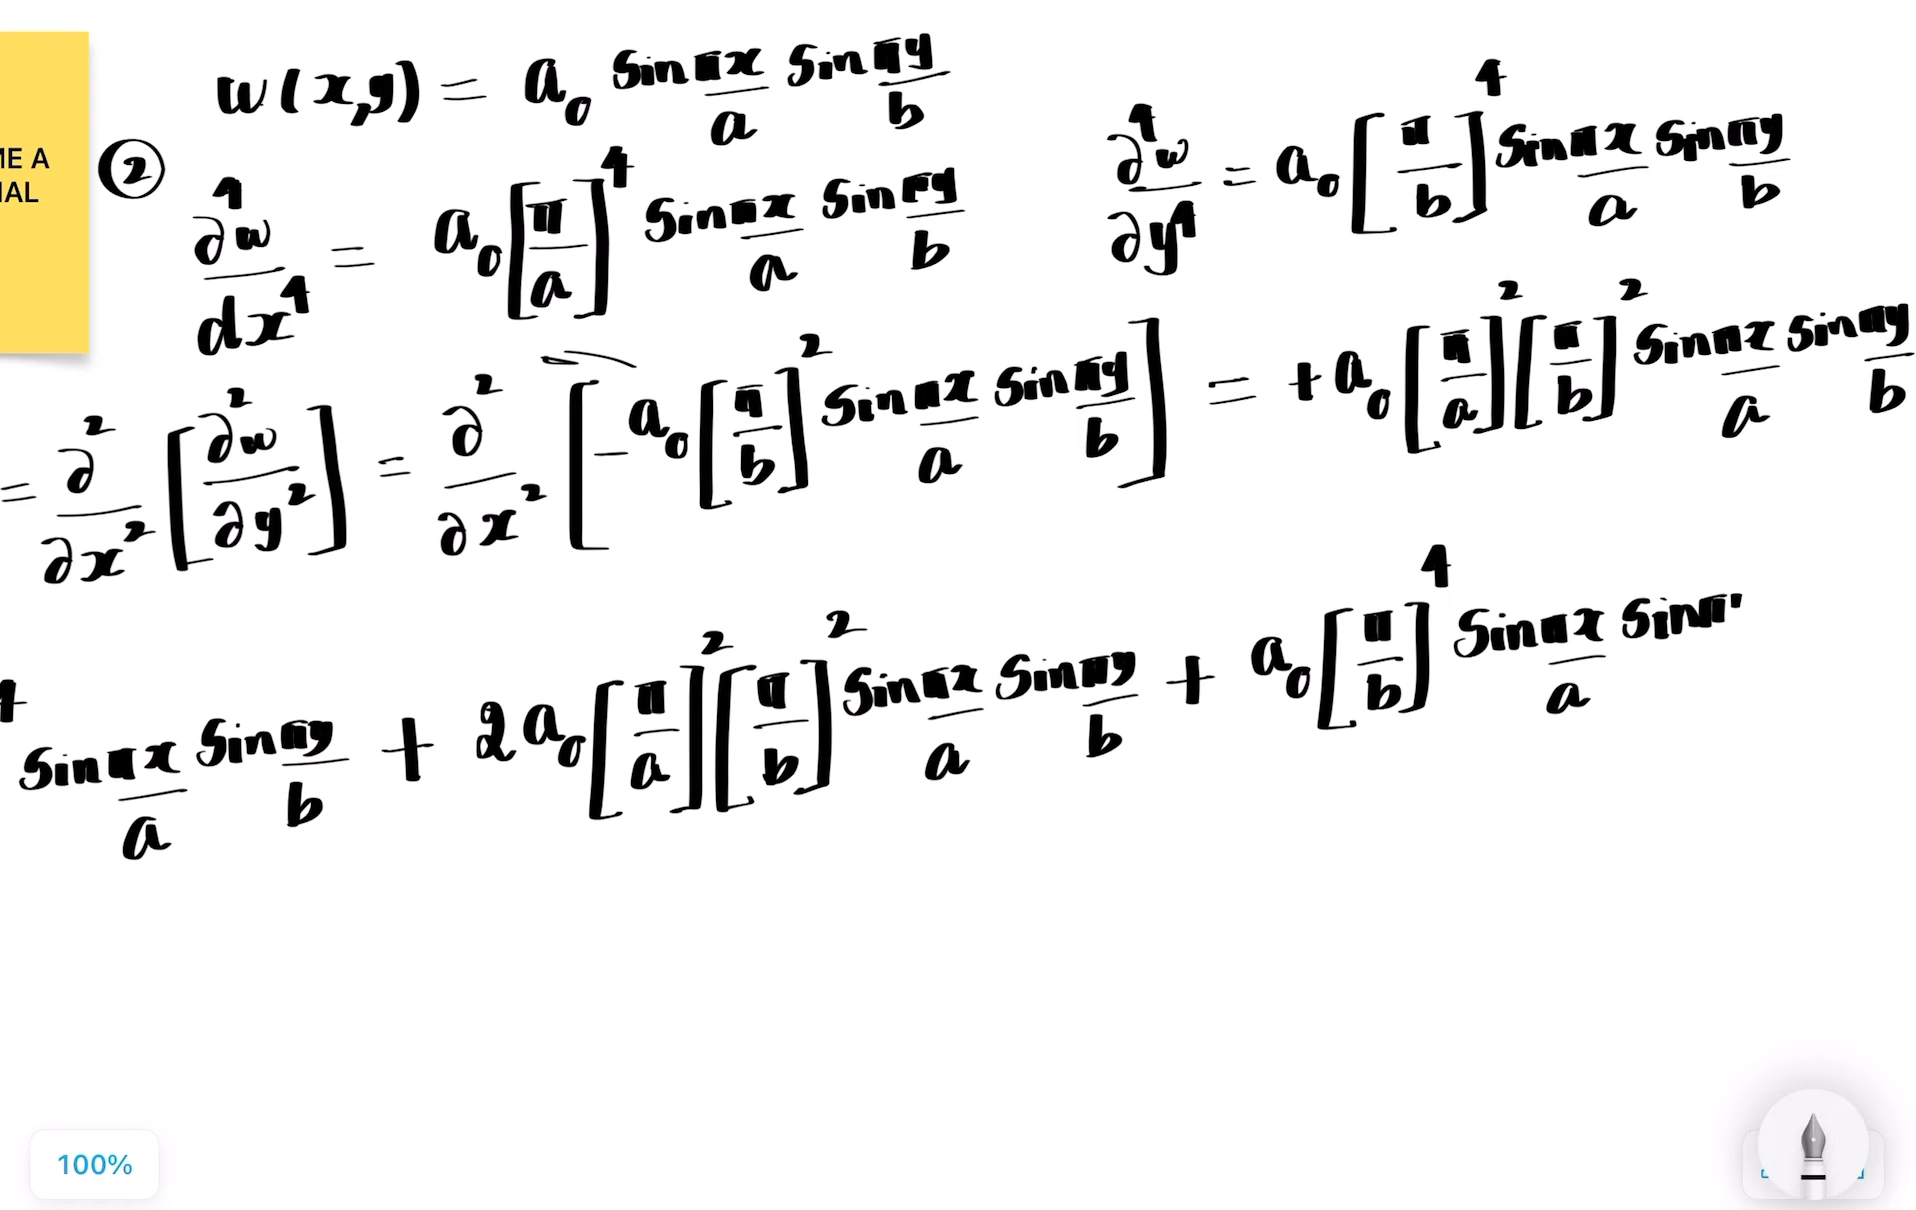 w(x,y) = a₀ sin πx/a sin πy/b
ME A
IAL
②
∂⁴w/dx⁴ = a₀ [π/a]⁴ sin πx/a sin πy/b
∂⁴w/∂y⁴ = a₀ [π/b]⁴ sin πx/a sin πy/b
= ∂²/∂x² [∂²w/∂y²] = ∂²/∂x² [-a₀ [π/b]² sin πx/a sin πy/b] = +a₀ [π/a]² [π/b]² sin πx/a sin πy/b
⁴ sin πx/a sin πy/b + 2a₀ [π/a]² [π/b]² sin πx/a sin πy/b + a₀ [π/b]⁴ sin πx/a sin π
100%